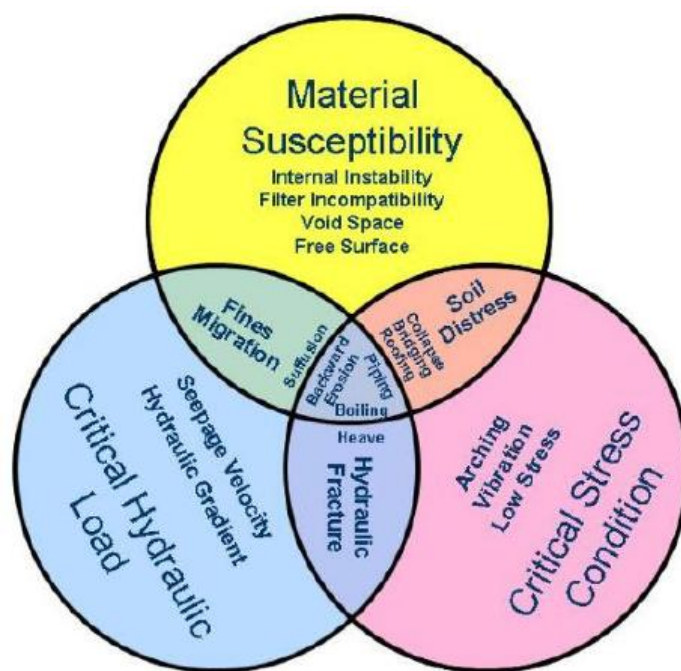 Material
Susceptibility
Internal Instability
Filter Incompatibility
Void Space
Free Surface
Fines
Migration
Suffusion
Soil
Distress
Collapse
Bridging
Roofing
Backward
Erosion
Piping
Boiling
Heave
Hydraulic
Fracture
Seepage Velocity
Hydraulic Gradient
Critical Hydraulic
Load
Arching
Vibration
Low Stress
Critical Stress
Condition